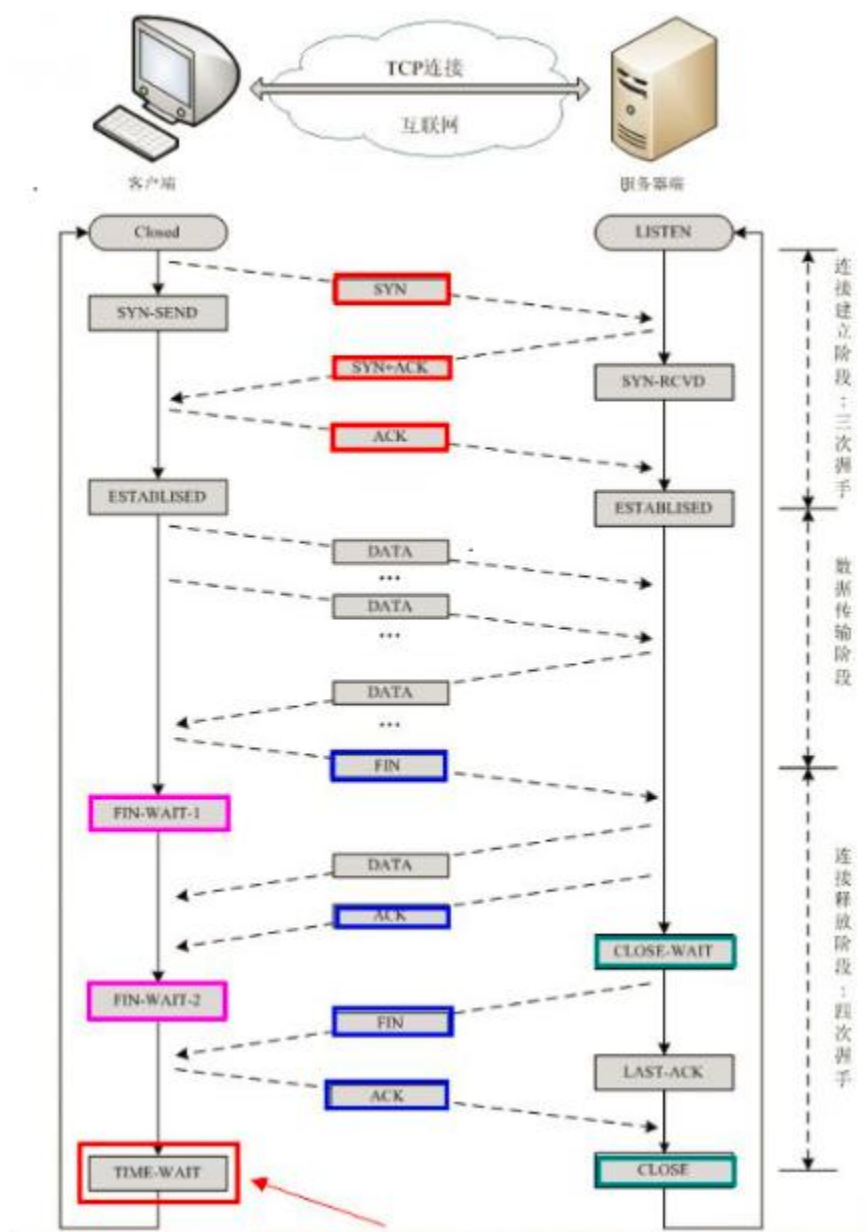 TCP连接
互联网
客户端
服务器端
Closed
LISTEN
SYN
SYN-SEND
SYN+ACK
SYN-RCVD
ACK
ESTABLISED
ESTABLISED
DATA
...
DATA
...
DATA
...
FIN
FIN-WAIT-1
DATA
ACK
CLOSE-WAIT
FIN-WAIT-2
FIN
LAST-ACK
ACK
TIME-WAIT
CLOSE
连接建立阶段：三次握手
数据传输阶段
连接释放阶段：四次握手